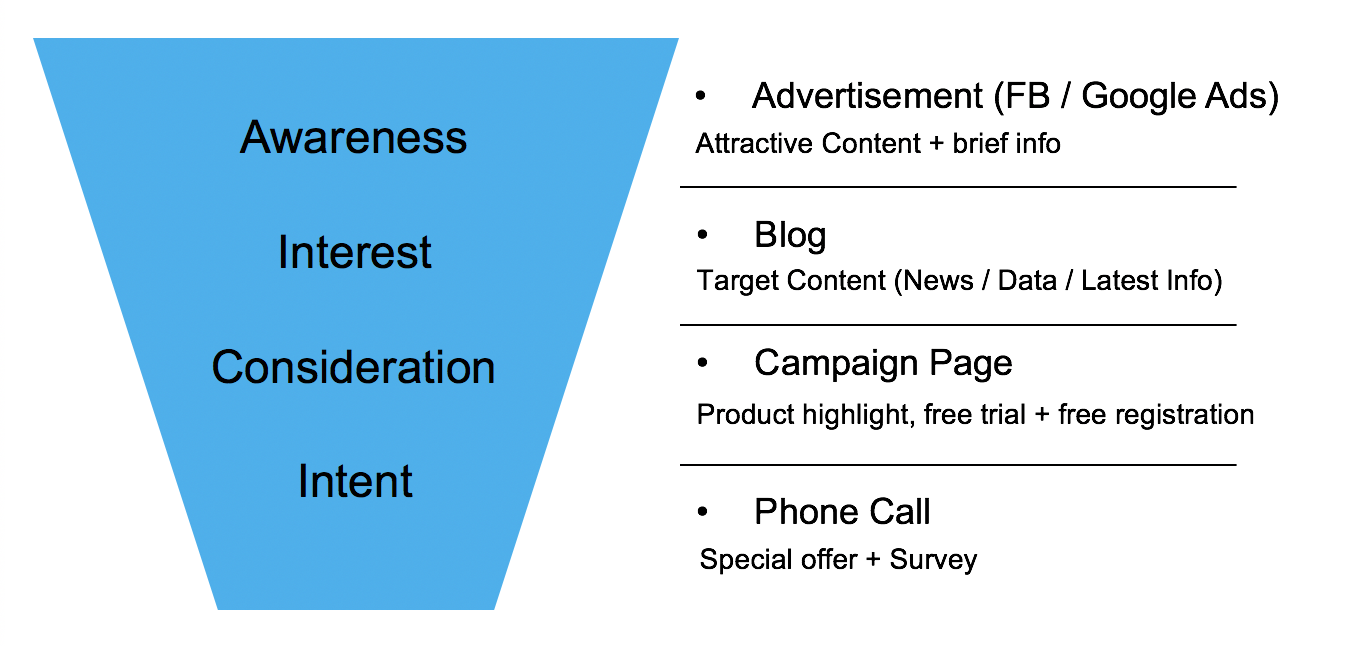 Awareness
Interest
Consideration
Intent
• Advertisement (FB / Google Ads)
Attractive Content + brief info
• Blog
Target Content (News / Data / Latest Info)
• Campaign Page
Product highlight, free trial + free registration
• Phone Call
Special offer + Survey